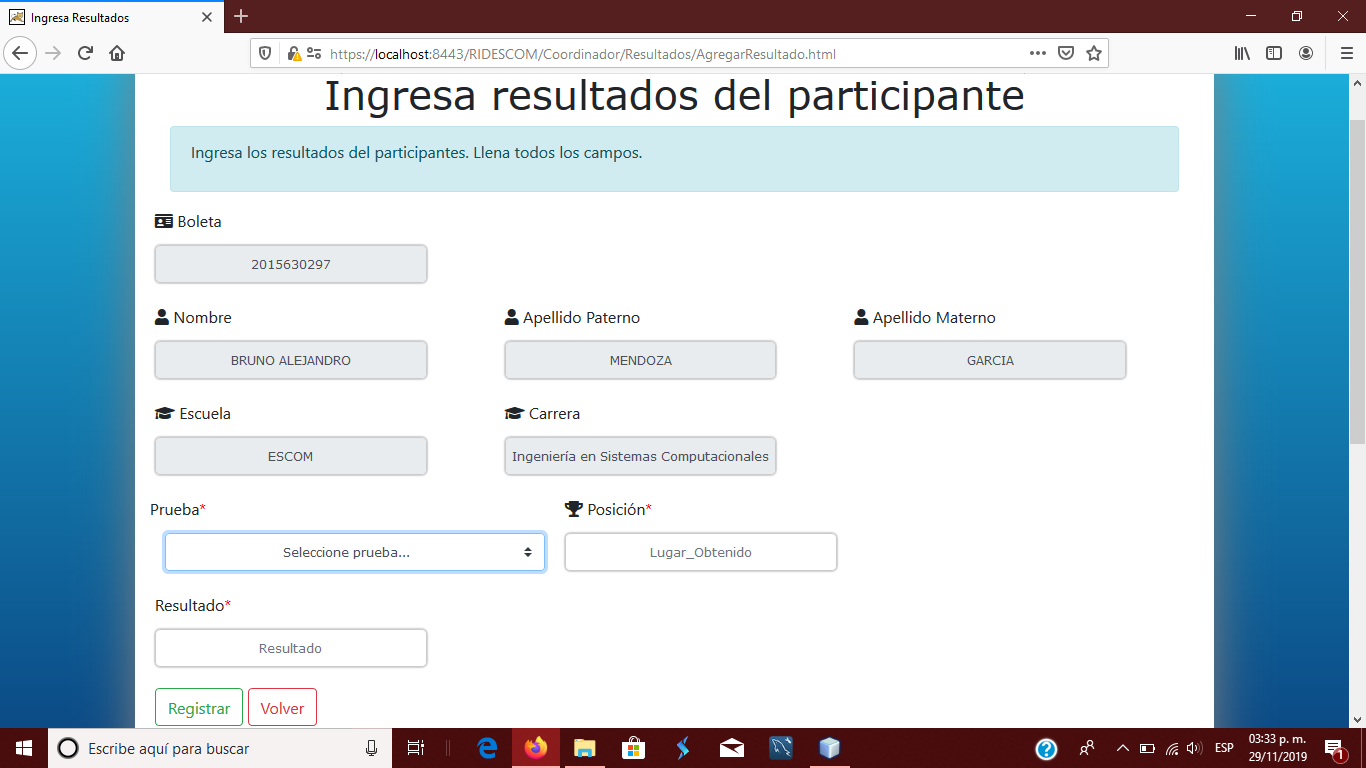 Ingresa Resultados
https://localhost:8443/RIDESCOM/Coordinador/Resultados/AgregarResultado.html
Ingresa resultados del participante
Ingresa los resultados del participantes. Llena todos los campos.
Boleta
2015630297
Nombre Apellido Paterno Apellido Materno
BRUNO ALEJANDRO MENDOZA GARCIA
Escuela Carrera
ESCOM Ingeniería en Sistemas Computacionales
Prueba* Posición*
Seleccione prueba... Lugar_Obtenido
Resultado*
Resultado
Registrar Volver
Escribe aquí para buscar
ESP
03:33 p. m.
29/11/2019
1